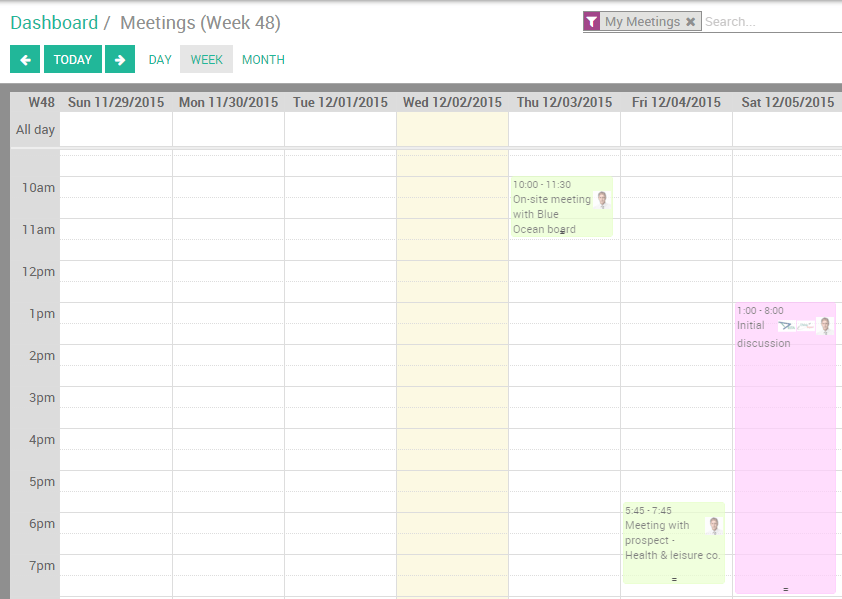 Dashboard / Meetings (Week 48)
My Meetings ✖ Search...
TODAY DAY WEEK MONTH
W48 Sun 11/29/2015 Mon 11/30/2015 Tue 12/01/2015 Wed 12/02/2015 Thu 12/03/2015 Fri 12/04/2015 Sat 12/05/2015
All day
10am
11am
12pm
1pm
2pm
3pm
4pm
5pm
6pm
7pm
10:00 - 11:30
On-site meeting
with Blue
Ocean board
5:45 - 7:45
Meeting with
prospect -
Health & leisure co.
1:00 - 8:00
Initial
discussion